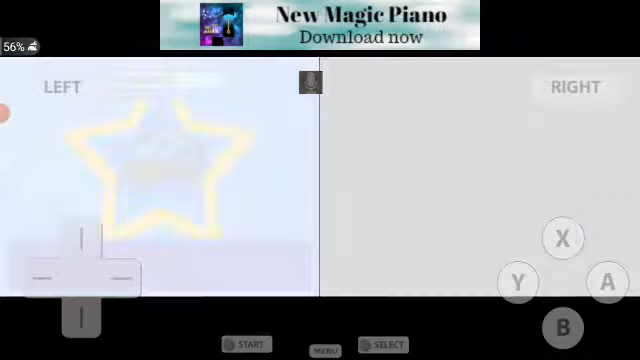 New Magic Piano
Download now
56%
LEFT
RIGHT
X
Y
A
B
START
MENU
SELECT